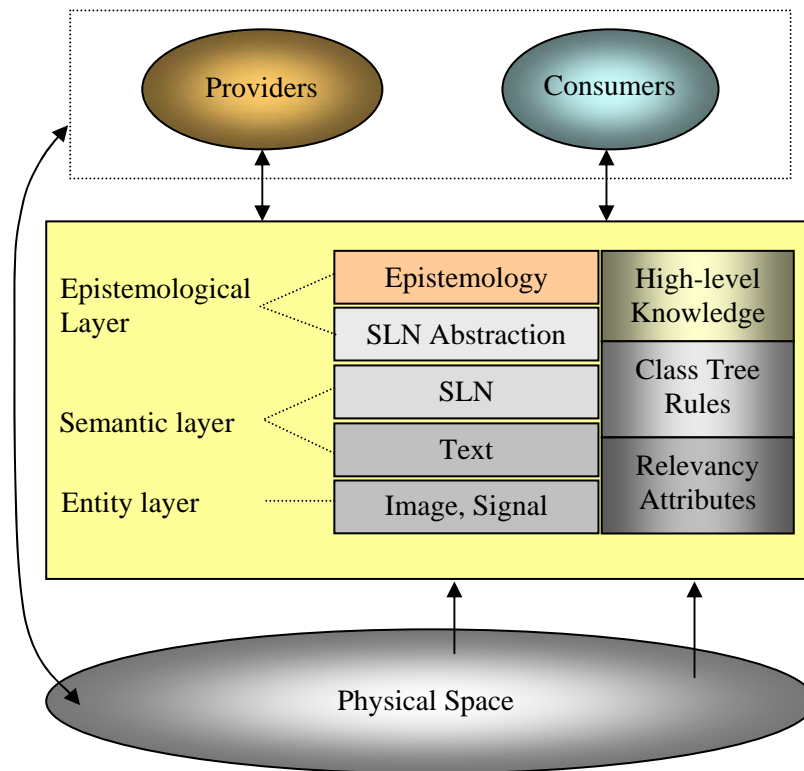 Providers
Consumers
Epistemological
Layer
Semantic layer
Entity layer
Epistemology
SLN Abstraction
SLN
Text
Image, Signal
High-level
Knowledge
Class Tree
Rules
Relevancy
Attributes
Physical Space